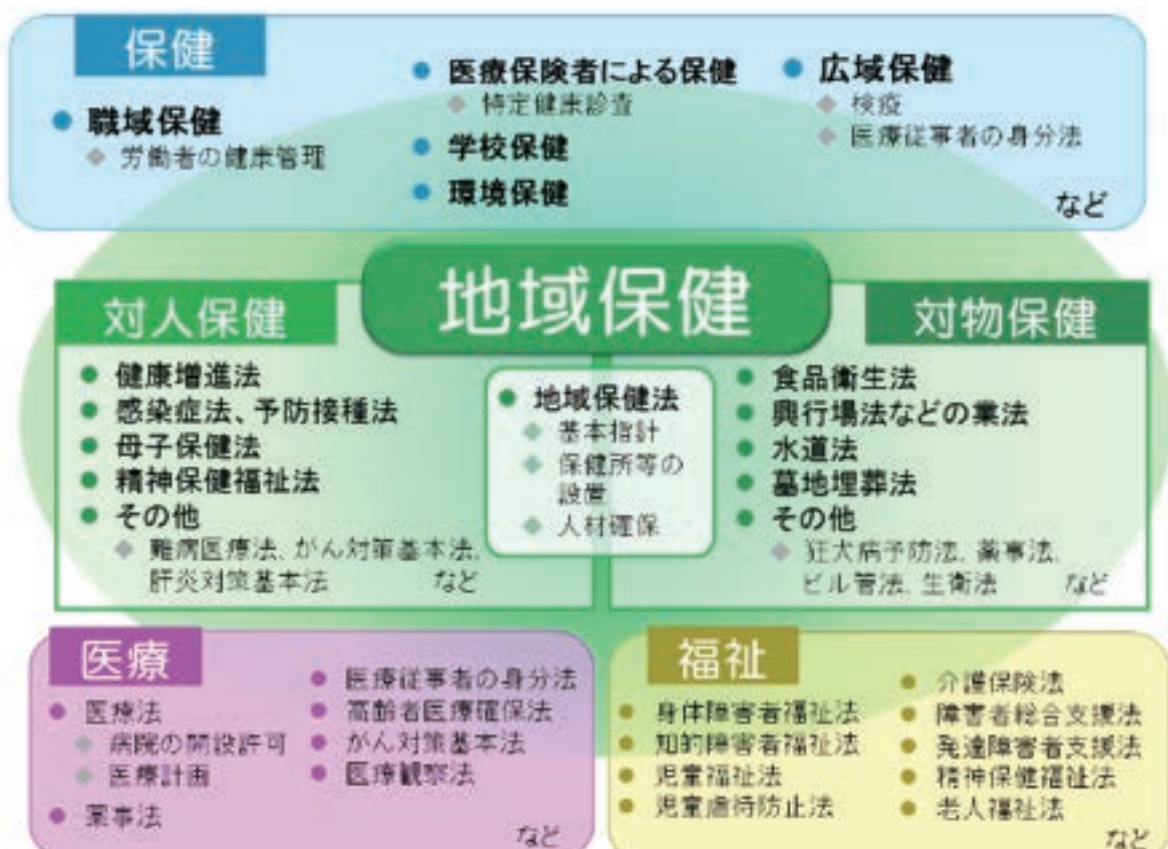 保健
職域保健
労働者の健康管理
医療保険者による保健
特定健康診査
学校保健
環境保健
広域保健
検疫
医療従事者の身分法
など
地域保健
対人保健
健康増進法
感染症法、予防接種法
母子保健法
精神保健福祉法
その他
難病医療法、がん対策基本法、
肝炎対策基本法 など
地域保健法
基本指針
保健所等の
設置
人材確保
対物保健
食品衛生法
興行場法などの業法
水道法
墓地埋葬法
その他
狂犬病予防法、薬事法、
ビル管法、生衛法 など
医療
医療法
病院の開設許可
医療計画
薬事法
医療従事者の身分法
高齢者医療確保法
がん対策基本法
医療観察法
など
福祉
身体障害者福祉法
知的障害者福祉法
児童福祉法
児童虐待防止法
介護保険法
障害者総合支援法
発達障害者支援法
精神保健福祉法
老人福祉法
など